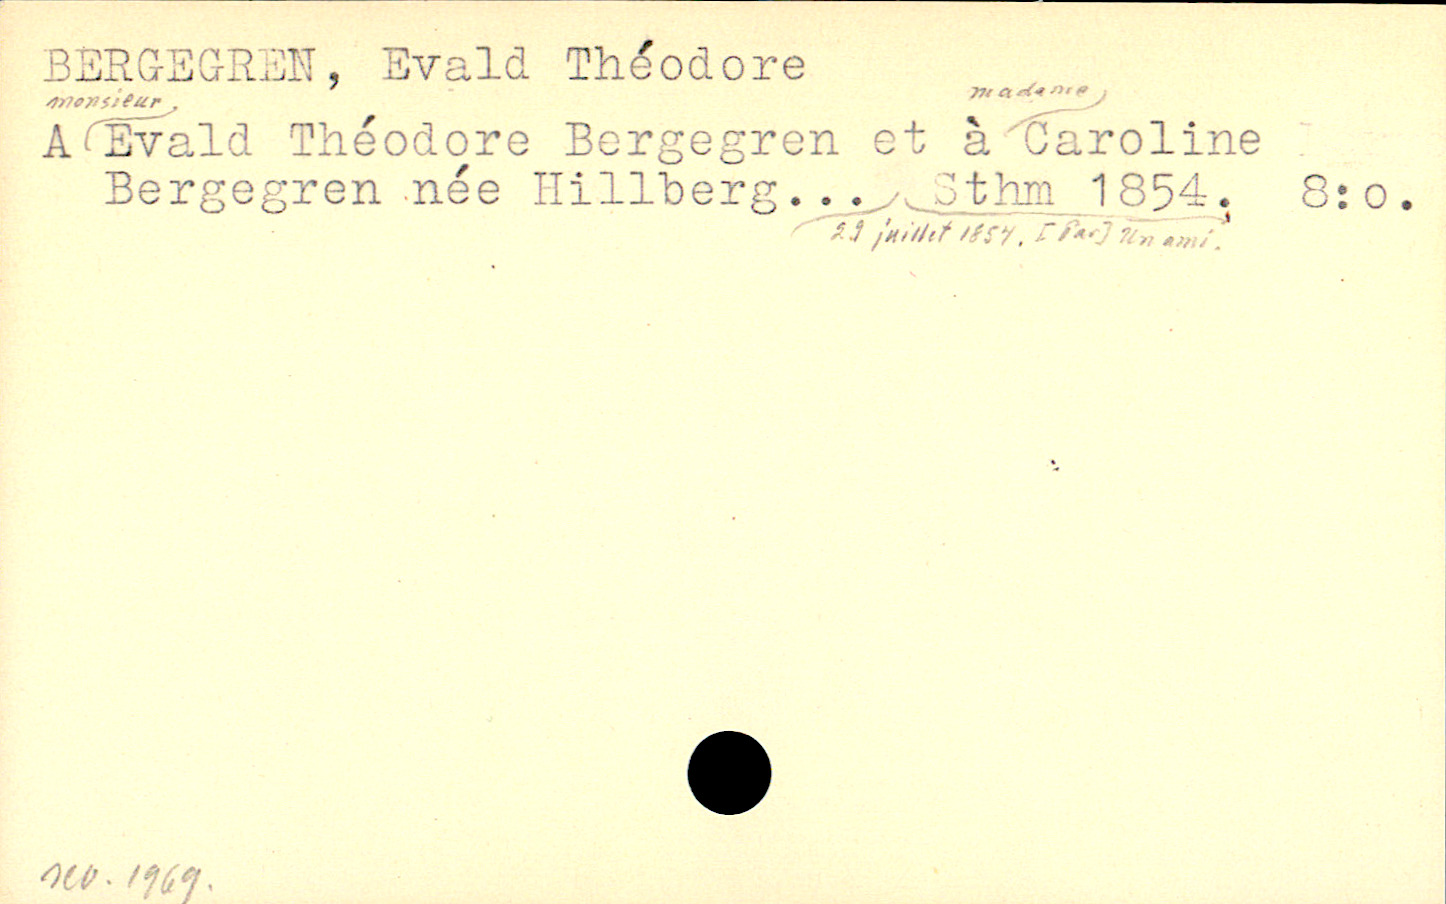 BERGEGREN, Evald Théodore
monsieur, madame,
A Evald Théodore Bergegren et à Caroline
Bergegren née Hillberg... Sthm 1854. 8:o.
29 juillet 1854. [Par] Un ami.
rev. 1969.